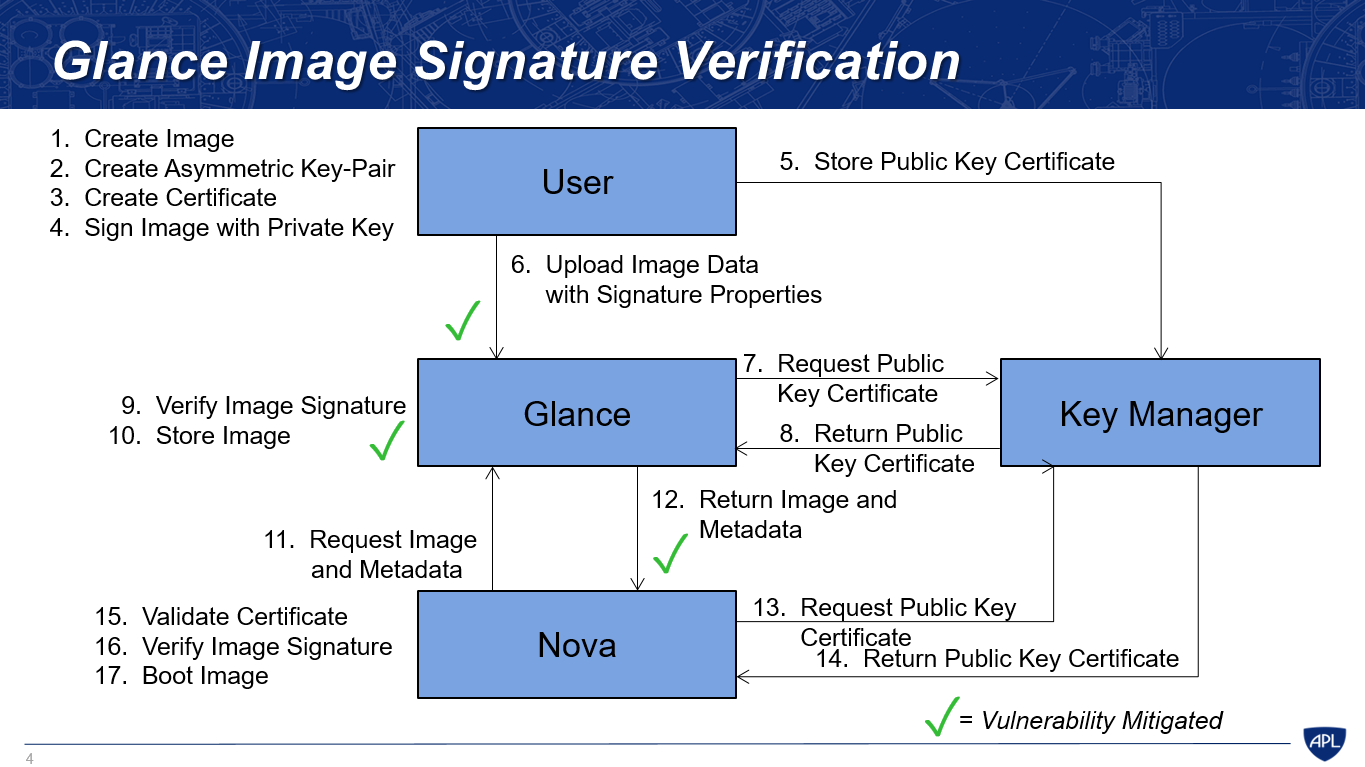 Glance Image Signature Verification
1. Create Image
2. Create Asymmetric Key-Pair
3. Create Certificate
4. Sign Image with Private Key
User
5. Store Public Key Certificate
6. Upload Image Data
with Signature Properties
7. Request Public
Key Certificate
8. Return Public
Key Certificate
Glance
Key Manager
9. Verify Image Signature
10. Store Image
11. Request Image
and Metadata
12. Return Image and
Metadata
Nova
13. Request Public Key
Certificate
14. Return Public Key Certificate
15. Validate Certificate
16. Verify Image Signature
17. Boot Image
= Vulnerability Mitigated
4
APL